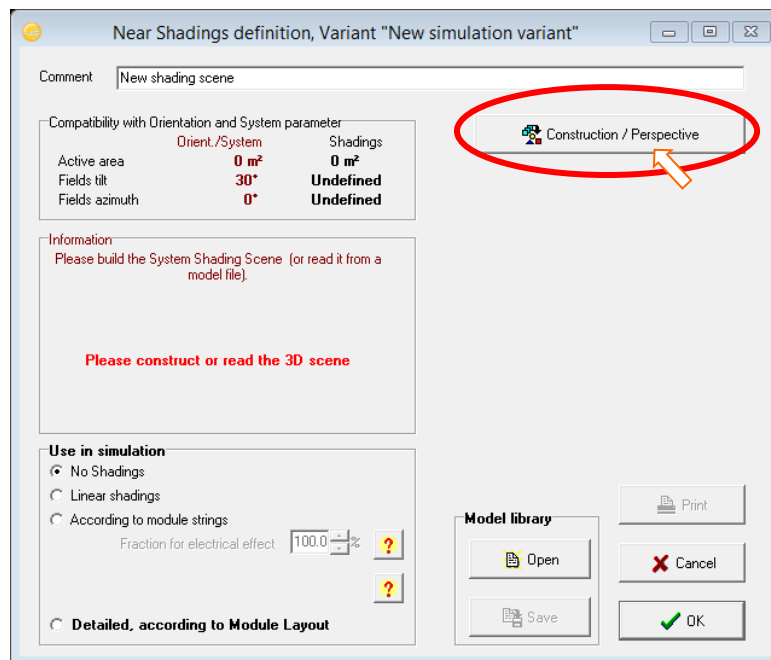 Near Shadings definition, Variant "New simulation variant"
Comment New shading scene
Compatibility with Orientation and System parameter
Orient./System Shadings
Active area 0 m² 0 m²
Fields tilt 30° Undefined
Fields azimuth 0° Undefined
Construction / Perspective
Information
Please build the System Shading Scene (or read it from a
model file).
Please construct or read the 3D scene
Use in simulation
No Shadings
Linear shadings
According to module strings
Fraction for electrical effect 100.0 % ?
?
Detailed, according to Module Layout
Model library
Open
Save
Print
Cancel
OK